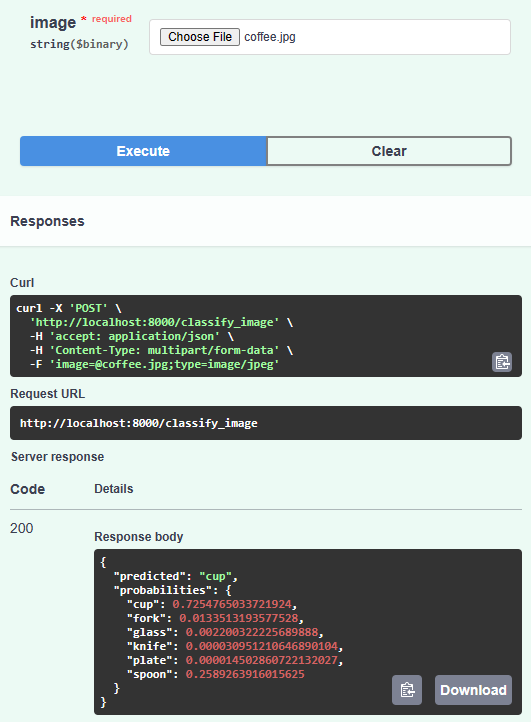 image * required
string($binary)
Choose File coffee.jpg
Execute Clear
Responses
Curl
curl -X 'POST' \
  'http://localhost:8000/classify_image' \
  -H 'accept: application/json' \
  -H 'Content-Type: multipart/form-data' \
  -F 'image=@coffee.jpg;type=image/jpeg'
Request URL
http://localhost:8000/classify_image
Server response
Code Details
200
Response body
{
  "predicted": "cup",
  "probabilities": {
    "cup": 0.7254765033721924,
    "fork": 0.0133513193577528,
    "glass": 0.002200322225689888,
    "knife": 0.000030951210646890104,
    "plate": 0.000014502860722132027,
    "spoon": 0.2589263916015625
  }
}
Download